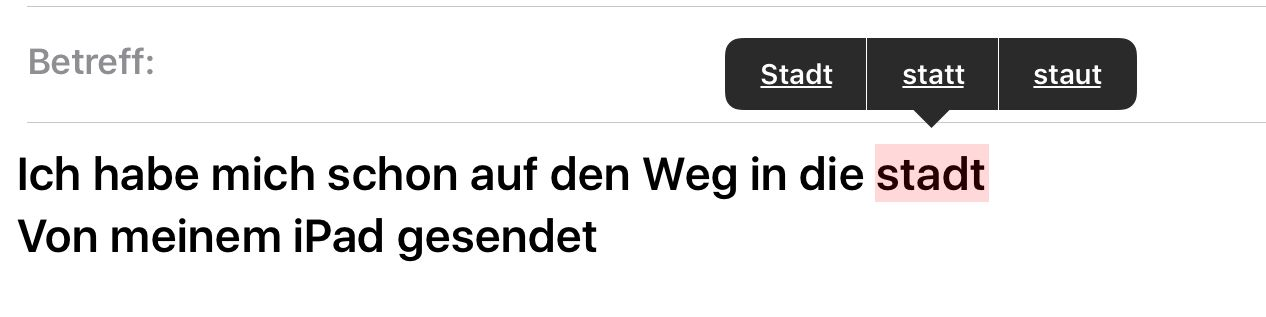 Betreff:
Stadt statt staut
Ich habe mich schon auf den Weg in die stadt
Von meinem iPad gesendet